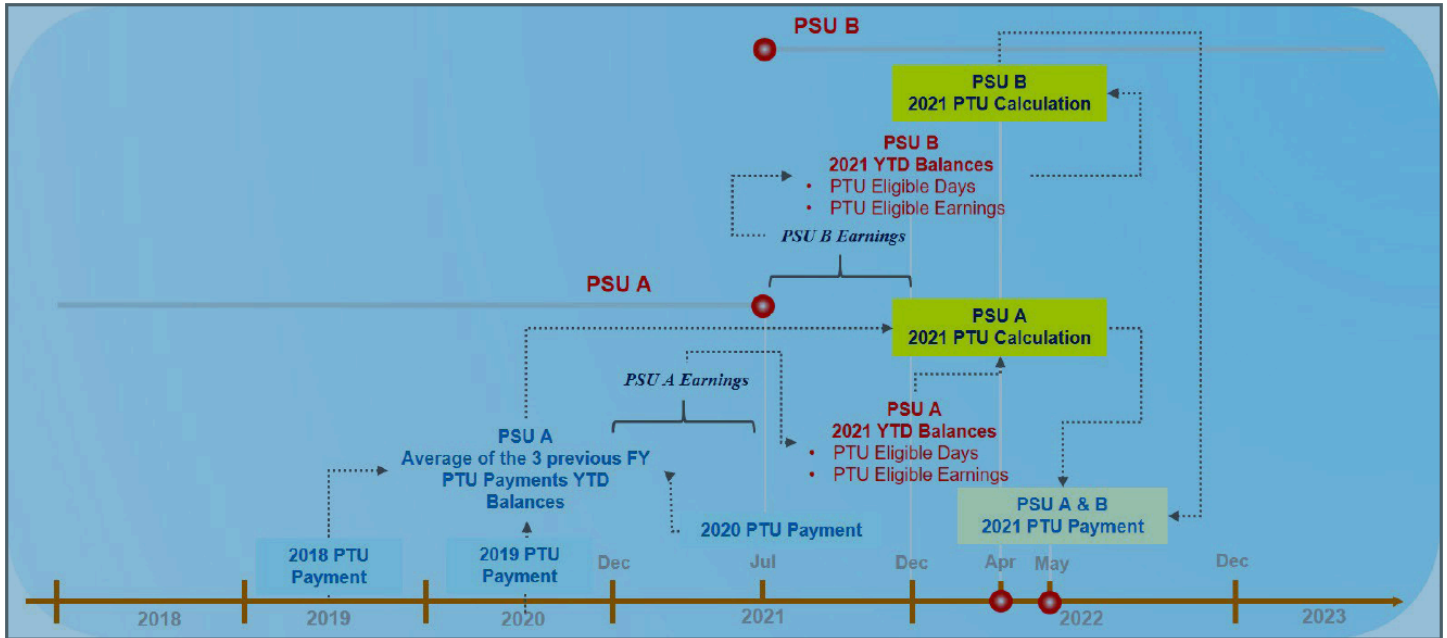 PSU B
PSU B
2021 PTU Calculation
PSU B
2021 YTD Balances
• PTU Eligible Days
• PTU Eligible Earnings
PSU B Earnings
PSU A
PSU A
2021 PTU Calculation
PSU A Earnings
PSU A
2021 YTD Balances
• PTU Eligible Days
• PTU Eligible Earnings
PSU A
Average of the 3 previous FY
PTU Payments YTD
Balances
PSU A & B
2021 PTU Payment
2020 PTU Payment
2018 PTU
Payment
2019 PTU
Payment
Dec
Jul
Dec
Apr
May
Dec
2018
2019
2020
2021
2022
2023